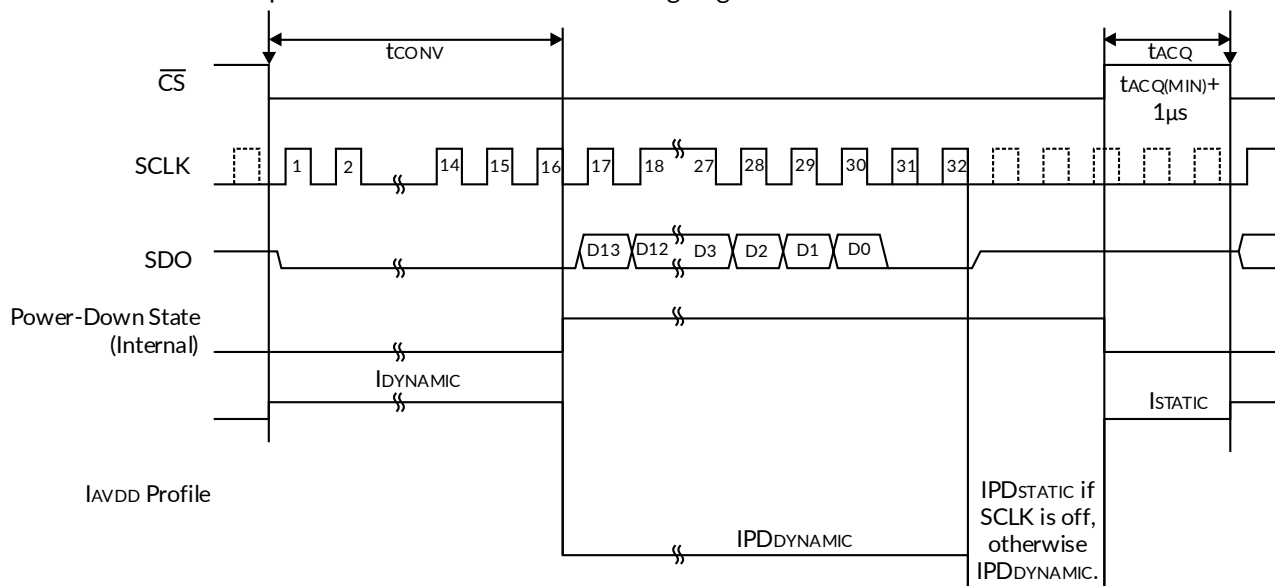 tCONV
tACQ
CS
tACQ(MIN)+
1µs
SCLK
1 2 14 15 16 17 18 27 28 29 30 31 32
SDO
D13 D12 D3 D2 D1 D0
Power-Down State
(Internal)
IDYNAMIC
ISTATIC
IAVDD Profile
IPDDYNAMIC
IPDSTATIC if
SCLK is off,
otherwise
IPDDYNAMIC.